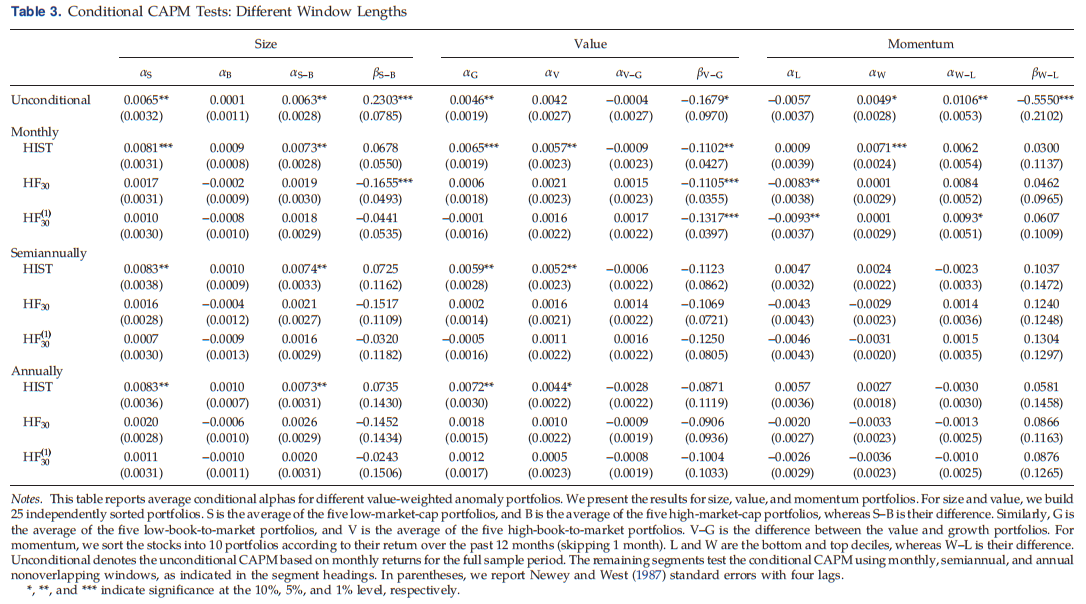 Table 3. Conditional CAPM Tests: Different Window Lengths
Size Value Momentum
αS αB αS–B βS–B αG αV αV–G βV–G αL αW αW–L βW–L
Unconditional 0.0065** 0.0001 0.0063** 0.2303*** 0.0046** 0.0042 −0.0004 −0.1679* −0.0057 0.0049* 0.0106** −0.5550***
(0.0032) (0.0011) (0.0028) (0.0785) (0.0019) (0.0027) (0.0027) (0.0970) (0.0037) (0.0028) (0.0053) (0.2102)
Monthly
HIST 0.0081*** 0.0009 0.0073** 0.0678 0.0065*** 0.0057** −0.0009 −0.1102** 0.0009 0.0071*** 0.0062 0.0300
(0.0031) (0.0008) (0.0028) (0.0550) (0.0019) (0.0023) (0.0023) (0.0427) (0.0039) (0.0024) (0.0054) (0.1137)
HF30 0.0017 −0.0002 0.0019 −0.1655*** 0.0006 0.0021 0.0015 −0.1105*** −0.0083** 0.0001 0.0084 0.0462
(0.0031) (0.0009) (0.0030) (0.0493) (0.0018) (0.0023) (0.0023) (0.0355) (0.0038) (0.0029) (0.0052) (0.0965)
HF30(1) 0.0010 −0.0008 0.0018 −0.0441 −0.0001 0.0016 0.0017 −0.1317*** −0.0093** 0.0001 0.0093* 0.0607
(0.0030) (0.0010) (0.0029) (0.0535) (0.0016) (0.0022) (0.0022) (0.0397) (0.0037) (0.0029) (0.0051) (0.1009)
Semiannually
HIST 0.0083** 0.0010 0.0074** 0.0725 0.0059** 0.0052** −0.0006 −0.1123 0.0047 0.0024 −0.0023 0.1037
(0.0038) (0.0009) (0.0033) (0.1162) (0.0028) (0.0023) (0.0022) (0.0862) (0.0032) (0.0022) (0.0033) (0.1472)
HF30 0.0016 −0.0004 0.0021 −0.1517 0.0002 0.0016 0.0014 −0.1069 −0.0043 −0.0029 0.0014 0.1240
(0.0028) (0.0012) (0.0027) (0.1109) (0.0014) (0.0021) (0.0022) (0.0721) (0.0043) (0.0023) (0.0036) (0.1248)
HF30(1) 0.0007 −0.0009 0.0016 −0.0320 −0.0005 0.0011 0.0016 −0.1250 −0.0046 −0.0031 0.0015 0.1304
(0.0030) (0.0013) (0.0029) (0.1182) (0.0016) (0.0022) (0.0022) (0.0805) (0.0043) (0.0020) (0.0035) (0.1297)
Annually
HIST 0.0083** 0.0010 0.0073** 0.0735 0.0072** 0.0044* −0.0028 −0.0871 0.0057 0.0027 −0.0030 0.0581
(0.0036) (0.0007) (0.0031) (0.1430) (0.0030) (0.0022) (0.0022) (0.1119) (0.0036) (0.0018) (0.0030) (0.1458)
HF30 0.0020 −0.0006 0.0026 −0.1452 0.0018 0.0010 −0.0009 −0.0906 −0.0020 −0.0033 −0.0013 0.0866
(0.0028) (0.0010) (0.0029) (0.1434) (0.0015) (0.0022) (0.0019) (0.0936) (0.0027) (0.0023) (0.0025) (0.1163)
HF30(1) 0.0011 −0.0010 0.0020 −0.0243 0.0012 0.0005 −0.0008 −0.1004 −0.0026 −0.0036 −0.0010 0.0876
(0.0031) (0.0011) (0.0031) (0.1506) (0.0017) (0.0023) (0.0019) (0.1033) (0.0029) (0.0023) (0.0025) (0.1265)
Notes. This table reports average conditional alphas for different value-weighted anomaly portfolios. We present the results for size, value, and momentum portfolios. For size and value, we build
25 independently sorted portfolios. S is the average of the five low-market-cap portfolios, and B is the average of the five high-market-cap portfolios, whereas S–B is their difference. Similarly, G is
the average of the five low-book-to-market portfolios, and V is the average of the five high-book-to-market portfolios. V–G is the difference between the value and growth portfolios. For
momentum, we sort the stocks into 10 portfolios according to their return over the past 12 months (skipping 1 month). L and W are the bottom and top deciles, whereas W–L is their difference.
Unconditional denotes the unconditional CAPM based on monthly returns for the full sample period. The remaining segments test the conditional CAPM using monthly, semiannual, and annual
nonoverlapping windows, as indicated in the segment headings. In parentheses, we report Newey and West (1987) standard errors with four lags.
*, **, and *** indicate significance at the 10%, 5%, and 1% level, respectively.